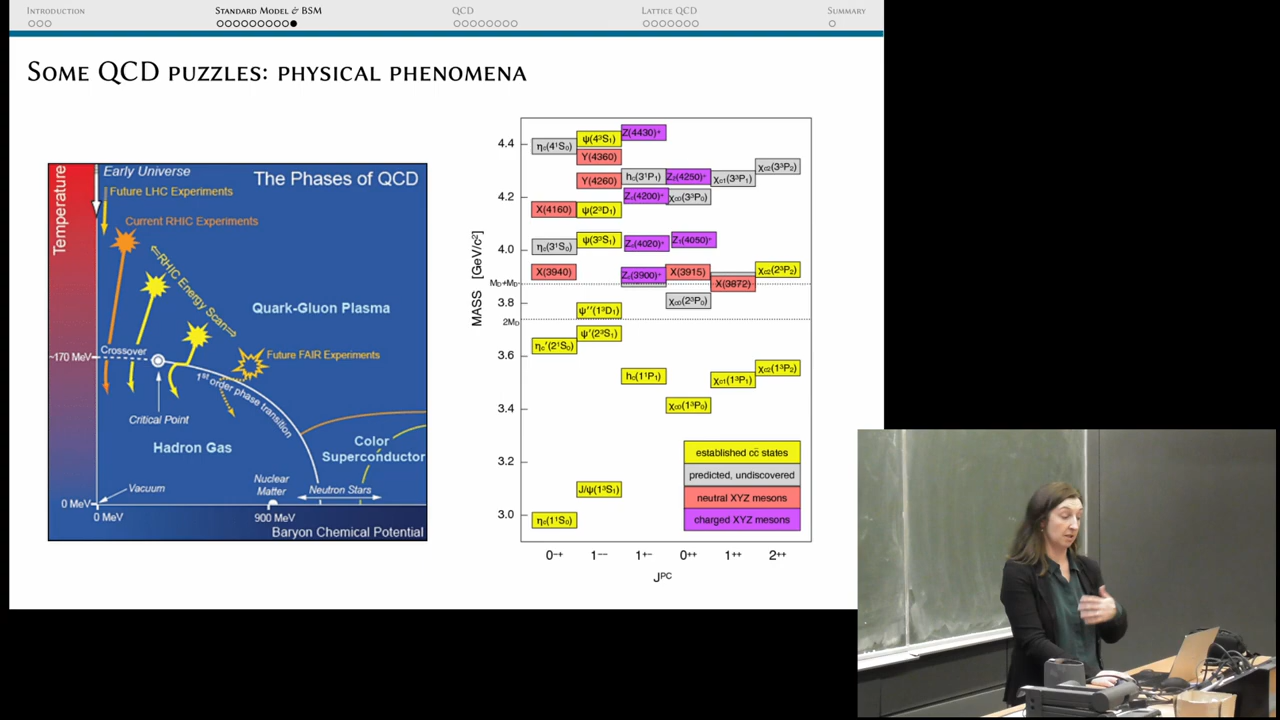 Introduction
Standard Model & BSM
QCD
Lattice QCD
Summary
Some QCD puzzles: physical phenomena
Temperature
Early Universe
The Phases of QCD
Future LHC Experiments
Current RHIC Experiments
RHIC Energy Scan
Quark-Gluon Plasma
~170 MeV
Crossover
Future FAIR Experiments
1st order phase transition
Critical Point
Hadron Gas
Color
Superconductor
Vacuum
Nuclear
Matter
Neutron Stars
0 MeV
0 MeV
900 MeV
Baryon Chemical Potential
MASS [GeV/c²]
4.4
4.2
4.0
3.8
3.6
3.4
3.2
3.0
2MD
ηc(4¹S0)
ψ(4³S1)
Z(4430)⁺
Y(4360)
Y(4260)
hc(3¹P1)
Z2(4250)⁺
χc1(3³P1)
χc2(3³P2)
X(4160)
ψ(2³D1)
Zc(4200)⁺
χc0(3³P0)
ηc(3¹S0)
ψ(3³S1)
Zc(4020)⁺
Z1(4050)⁺
X(3940)
Zc(3900)⁺
X(3915)
X(3872)
χc2(2³P2)
χc0(2³P0)
ψ''(1³D1)
ψ'(2³S1)
ηc'(2¹S0)
hc(1¹P1)
χc1(1³P1)
χc2(1³P2)
χc0(1³P0)
J/ψ(1³S1)
ηc(1¹S0)
established cc̄ states
predicted, undiscovered
neutral XYZ mesons
charged XYZ mesons
0⁻⁺ 1⁻⁻ 1⁺⁻ 0⁺⁺ 1⁺⁺ 2⁺⁺
Jᴾᶜ